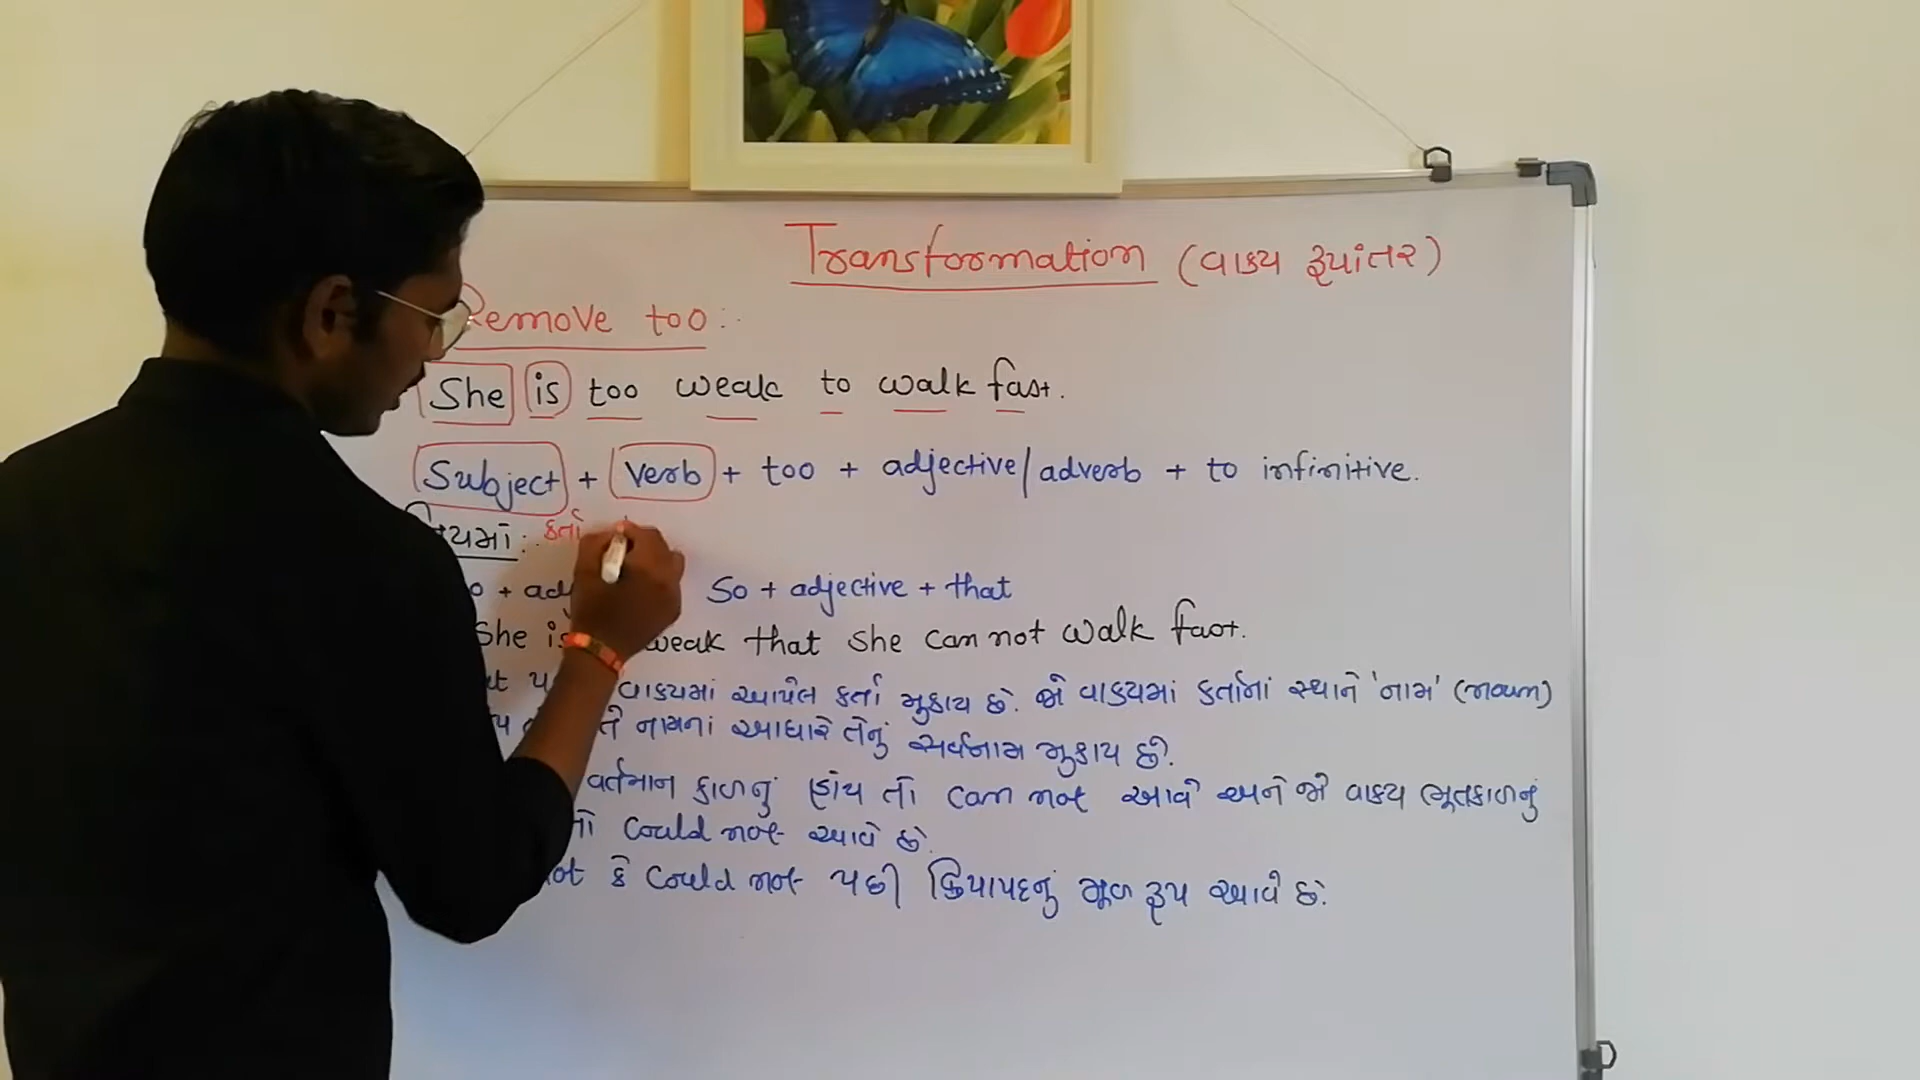 Transformation (વાક્ય રૂપાંતર)
Remove too:
She is too weak to walk fast.
Subject + Verb + too + adjective/adverb + to infinitive.
કર્તા
So + adjective + that
She is weak that she can not walk fast.
વાક્યમાં આપેલ કર્તા મુકાય છે. જો વાક્યમાં કર્તાનાં સ્થાને 'નામ' (noun)
તે નામનાં આધારે તેનું સર્વનામ મુકાય છે.
વર્તમાન કાળનું હોય તો can not આવે અને જો વાક્ય ભૂતકાળનું
તો could not આવે છે.
not કે could not પછી ક્રિયાપદનું મૂળ રૂપ આવે છે.